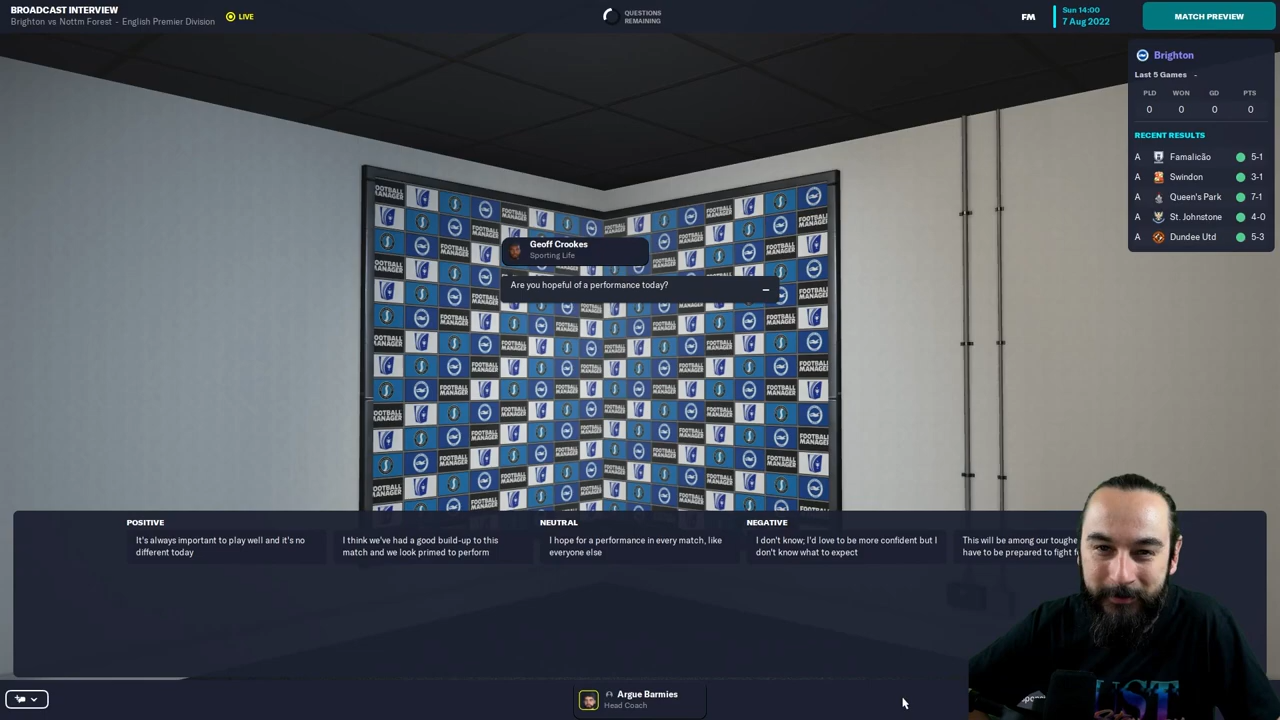 BROADCAST INTERVIEW
Brighton vs Nottm Forest - English Premier Division
LIVE
QUESTIONS
REMAINING
FM
Sun 14:00
7 Aug 2022
MATCH PREVIEW
Brighton
Last 5 Games -
PLD WON GD PTS
0 0 0 0
RECENT RESULTS
A Famalicão 5-1
A Swindon 3-1
A Queen's Park 7-1
A St. Johnstone 4-0
A Dundee Utd 5-3
FOOTBALL MANAGER
Geoff Crookes
Sporting Life
Are you hopeful of a performance today?
POSITIVE
It's always important to play well and it's no
different today
I think we've had a good build-up to this
match and we look primed to perform
NEUTRAL
I hope for a performance in every match, like
everyone else
NEGATIVE
I don't know; I'd love to be more confident but I
don't know what to expect
This will be among our toughe
have to be prepared to fight f
Argue Barmies
Head Coach